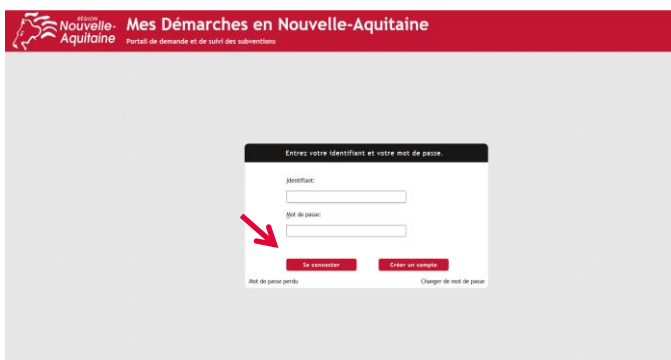 RÉGION
Nouvelle-
Aquitaine
Mes Démarches en Nouvelle-Aquitaine
Portail de demande et de suivi des subventions
Entrez votre identifiant et votre mot de passe.
Identifiant:
Mot de passe:
Se connecter
Créer un compte
Mot de passe perdu
Changer de mot de passe